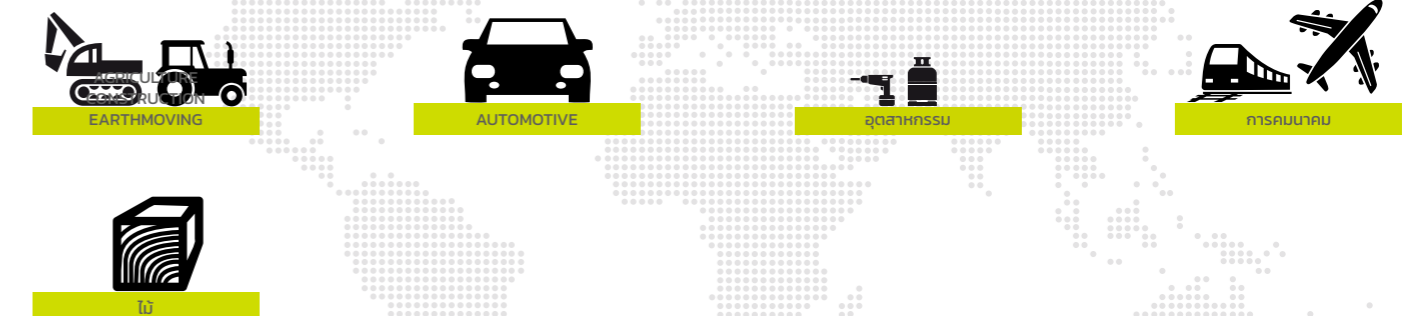 AGRICULTURE
CONSTRUCTION
EARTHMOVING
AUTOMOTIVE
อุตสาหกรรม
การคมนาคม
ไม้